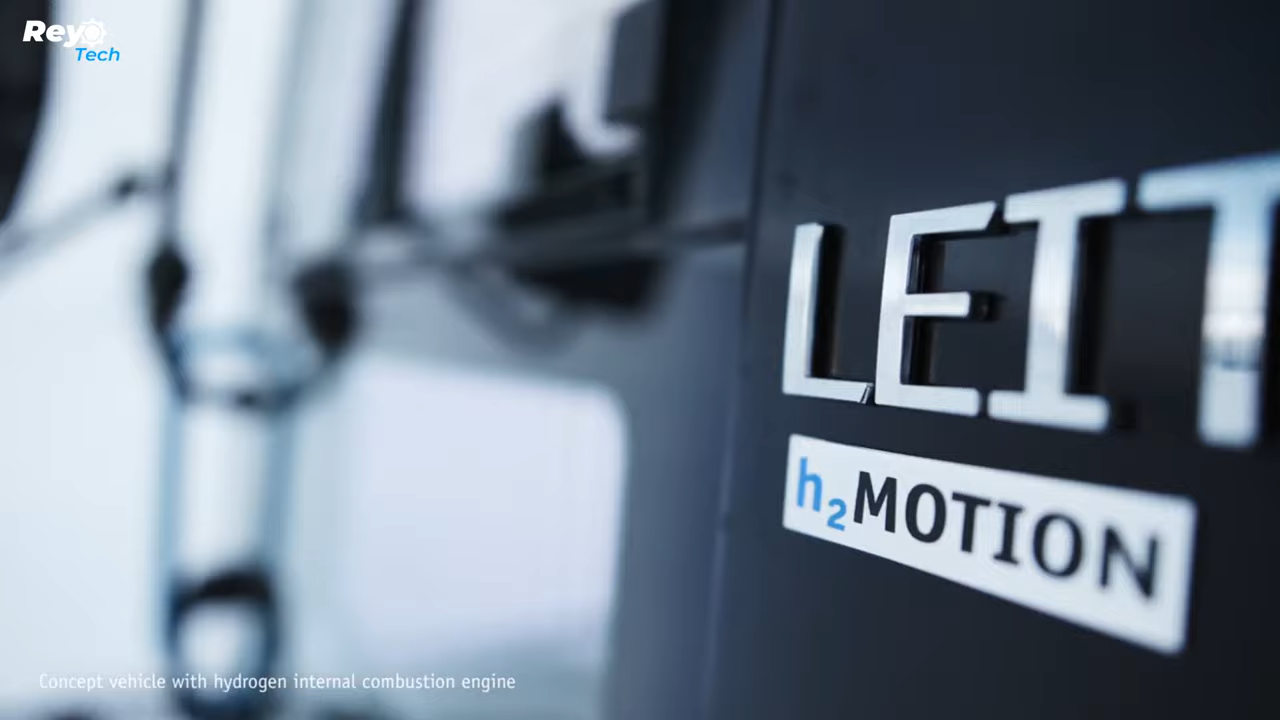 Reyo
Tech
LEIT
h₂MOTION
Concept vehicle with hydrogen internal combustion engine